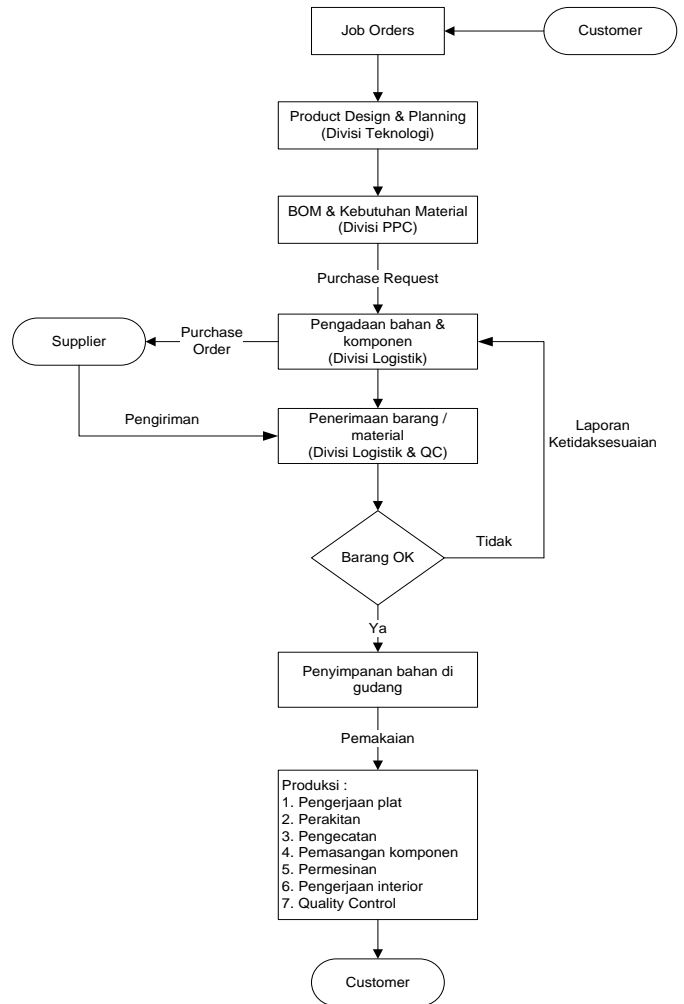 Job Orders
Customer
Product Design & Planning
(Divisi Teknologi)
BOM & Kebutuhan Material
(Divisi PPC)
Purchase Request
Supplier
Purchase
Order
Pengadaan bahan &
komponen
(Divisi Logistik)
Pengiriman
Penerimaan barang /
material
(Divisi Logistik & QC)
Laporan
Ketidaksesuaian
Barang OK
Tidak
Ya
Penyimpanan bahan di
gudang
Pemakaian
Produksi :
1. Pengerjaan plat
2. Perakitan
3. Pengecatan
4. Pemasangan komponen
5. Permesinan
6. Pengerjaan interior
7. Quality Control
Customer